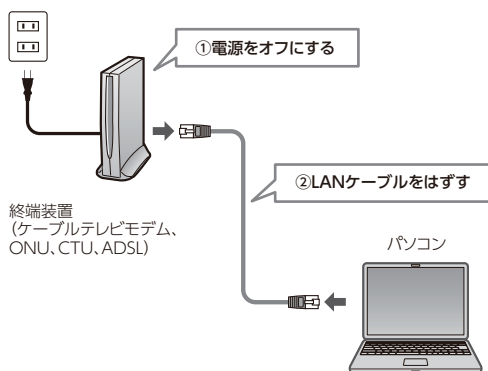 ①電源をオフにする
②LANケーブルをはずす
終端装置
(ケーブルテレビモデム、
ONU、CTU、ADSL)
パソコン